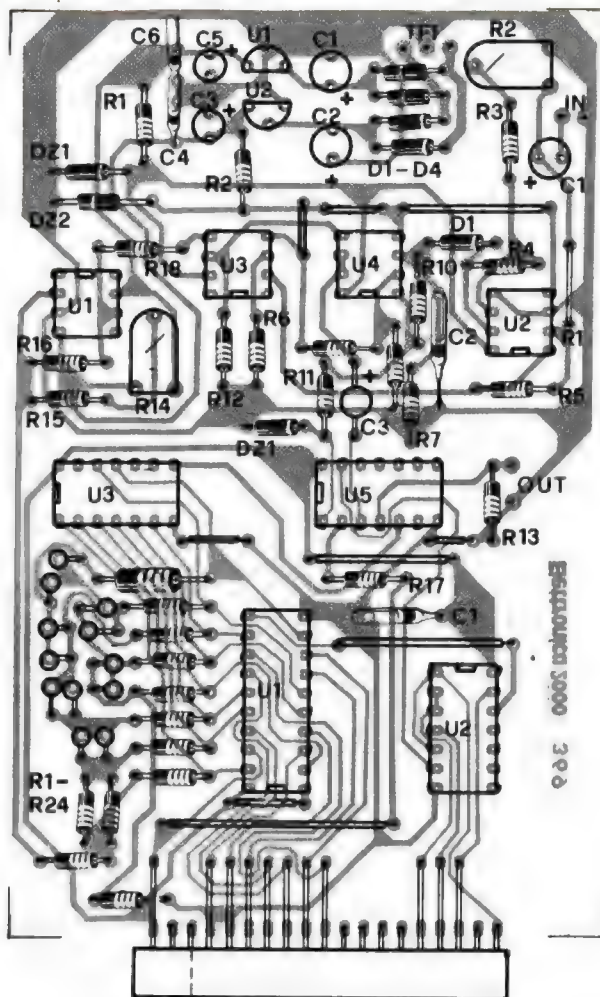 C6
C5 + U1 C1 TFT R2
R1
C3 + U2 C2 + R3 IN
C4
DZ1 R2 + D1-D4 + C1
DZ2
R18 U3 U4 D1 R4
U1 R10 U2
R16 R6 C2 R1
R15 R14 R12 R11 + R5
C3 R7
DZ1
U3 U5 OUT
R13
R17
C1
U1 U2
R1-
R24
Elettronica 2000 396